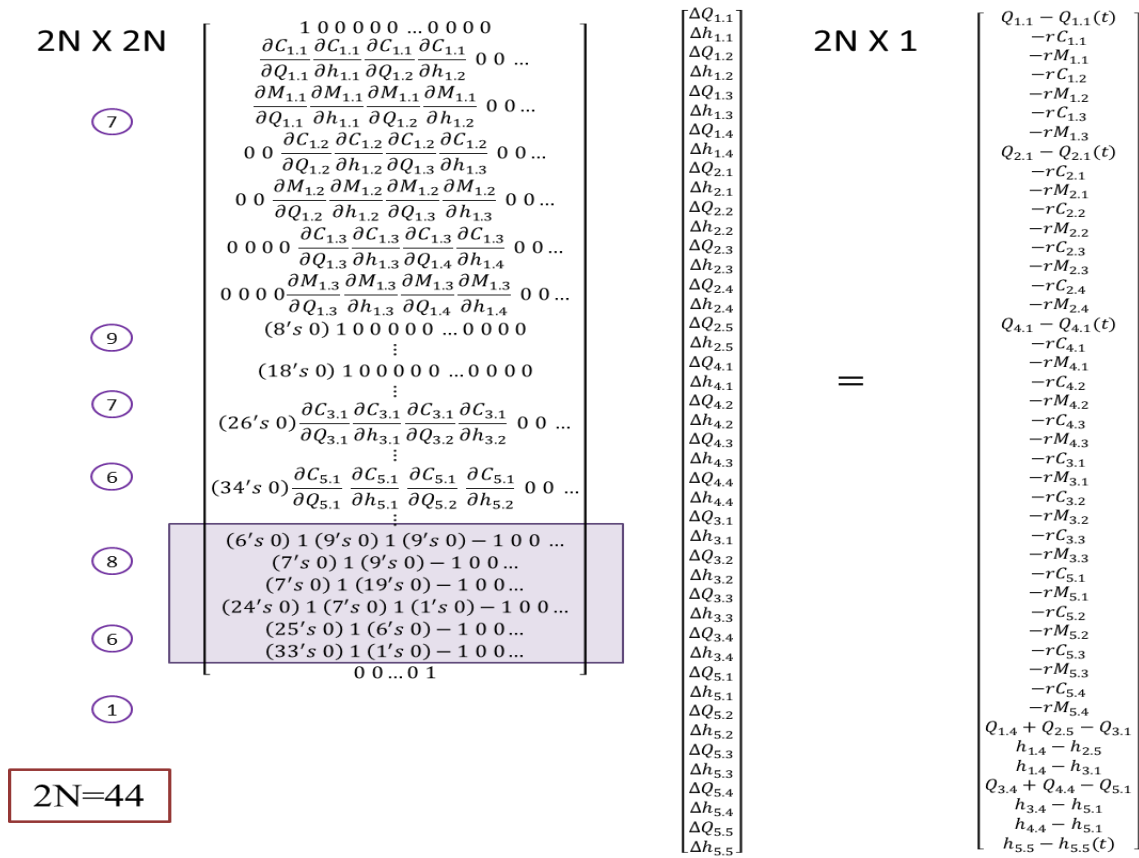 2N X 2N
1 0 0 0 0 0 …0 0 0 0
∂C₁.₁/∂Q₁.₁ ∂C₁.₁/∂h₁.₁ ∂C₁.₁/∂Q₁.₂ ∂C₁.₁/∂h₁.₂ 0 0 …
∂M₁.₁/∂Q₁.₁ ∂M₁.₁/∂h₁.₁ ∂M₁.₁/∂Q₁.₂ ∂M₁.₁/∂h₁.₂ 0 0…
7
0 0 ∂C₁.₂/∂Q₁.₂ ∂C₁.₂/∂h₁.₂ ∂C₁.₂/∂Q₁.₃ ∂C₁.₂/∂h₁.₃ 0 0…
0 0 ∂M₁.₂/∂Q₁.₂ ∂M₁.₂/∂h₁.₂ ∂M₁.₂/∂Q₁.₃ ∂M₁.₂/∂h₁.₃ 0 0…
0 0 0 0 ∂C₁.₃/∂Q₁.₃ ∂C₁.₃/∂h₁.₃ ∂C₁.₃/∂Q₁.₄ ∂C₁.₃/∂h₁.₄ 0 0…
0 0 0 0 ∂M₁.₃/∂Q₁.₃ ∂M₁.₃/∂h₁.₃ ∂M₁.₃/∂Q₁.₄ ∂M₁.₃/∂h₁.₄ 0 0…
9
(8's 0) 1 0 0 0 0 0 …0 0 0 0
⋮
(18's 0) 1 0 0 0 0 0 …0 0 0 0
⋮
7
(26's 0) ∂C₃.₁/∂Q₃.₁ ∂C₃.₁/∂h₃.₁ ∂C₃.₁/∂Q₃.₂ ∂C₃.₁/∂h₃.₂ 0 0 …
⋮
6
(34's 0) ∂C₅.₁/∂Q₅.₁ ∂C₅.₁/∂h₅.₁ ∂C₅.₁/∂Q₅.₂ ∂C₅.₁/∂h₅.₂ 0 0 …
⋮
(6's 0) 1 (9's 0) 1 (9's 0) − 1 0 0 …
8
(7's 0) 1 (9's 0) − 1 0 0…
(7's 0) 1 (19's 0) − 1 0 0…
(24's 0) 1 (7's 0) 1 (1's 0) − 1 0 0…
(25's 0) 1 (6's 0) − 1 0 0…
6
(33's 0) 1 (1's 0) − 1 0 0…
0 0 …0 1
1
2N=44
ΔQ₁.₁
Δh₁.₁
ΔQ₁.₂
Δh₁.₂
ΔQ₁.₃
Δh₁.₃
ΔQ₁.₄
Δh₁.₄
ΔQ₂.₁
Δh₂.₁
ΔQ₂.₂
Δh₂.₂
ΔQ₂.₃
Δh₂.₃
ΔQ₂.₄
Δh₂.₄
ΔQ₂.₅
Δh₂.₅
ΔQ₄.₁
Δh₄.₁
ΔQ₄.₂
Δh₄.₂
ΔQ₄.₃
Δh₄.₃
ΔQ₄.₄
Δh₄.₄
ΔQ₃.₁
Δh₃.₁
ΔQ₃.₂
Δh₃.₂
ΔQ₃.₃
Δh₃.₃
ΔQ₃.₄
Δh₃.₄
ΔQ₅.₁
Δh₅.₁
ΔQ₅.₂
Δh₅.₂
ΔQ₅.₃
Δh₅.₃
ΔQ₅.₄
Δh₅.₄
ΔQ₅.₅
Δh₅.₅
2N X 1
=
Q₁.₁ − Q₁.₁(t)
−rC₁.₁
−rM₁.₁
−rC₁.₂
−rM₁.₂
−rC₁.₃
−rM₁.₃
Q₂.₁ − Q₂.₁(t)
−rC₂.₁
−rM₂.₁
−rC₂.₂
−rM₂.₂
−rC₂.₃
−rM₂.₃
−rC₂.₄
−rM₂.₄
Q₄.₁ − Q₄.₁(t)
−rC₄.₁
−rM₄.₁
−rC₄.₂
−rM₄.₂
−rC₄.₃
−rM₄.₃
−rC₃.₁
−rM₃.₁
−rC₃.₂
−rM₃.₂
−rC₃.₃
−rM₃.₃
−rC₅.₁
−rM₅.₁
−rC₅.₂
−rM₅.₂
−rC₅.₃
−rM₅.₃
−rC₅.₄
−rM₅.₄
Q₁.₄ + Q₂.₅ − Q₃.₁
h₁.₄ − h₂.₅
h₁.₄ − h₃.₁
Q₃.₄ + Q₄.₄ − Q₅.₁
h₃.₄ − h₅.₁
h₄.₄ − h₅.₁
h₅.₅ − h₅.₅(t)